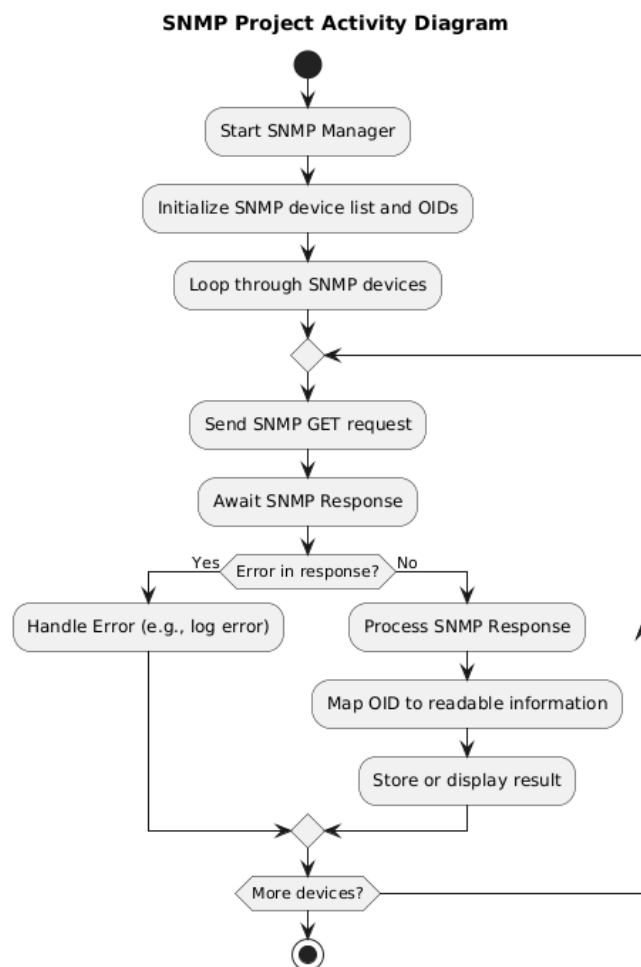 SNMP Project Activity Diagram
Start SNMP Manager
Initialize SNMP device list and OIDs
Loop through SNMP devices
Send SNMP GET request
Await SNMP Response
Yes
Error in response?
No
Handle Error (e.g., log error)
Process SNMP Response
Map OID to readable information
Store or display result
More devices?